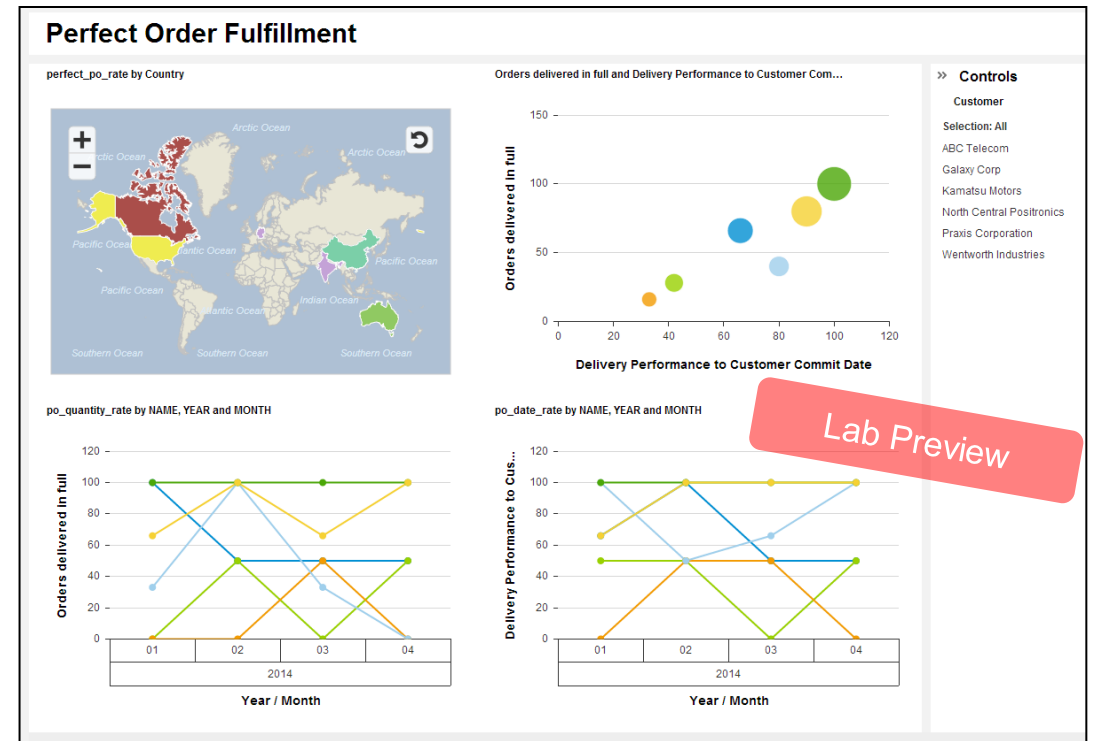 Perfect Order Fulfillment
perfect_po_rate by Country
Arctic Ocean
Arctic Ocean
Arctic Ocean
Pacific Ocean
Atlantic Ocean
Pacific Ocean
Pacific Ocean
Indian Ocean
Atlantic Ocean
Southern Ocean
Southern Ocean
Southern Ocean
Orders delivered in full and Delivery Performance to Customer Com...
Orders delivered in full
150
100
50
0
0 20 40 60 80 100 120
Delivery Performance to Customer Commit Date
» Controls
Customer
Selection: All
ABC Telecom
Galaxy Corp
Kamatsu Motors
North Central Positronics
Praxis Corporation
Wentworth Industries
po_quantity_rate by NAME, YEAR and MONTH
Orders delivered in full
120
100
80
60
40
20
0
01 02 03 04
2014
Year / Month
po_date_rate by NAME, YEAR and MONTH
Delivery Performance to Cus...
120
100
80
60
40
20
0
01 02 03 04
2014
Year / Month
Lab Preview